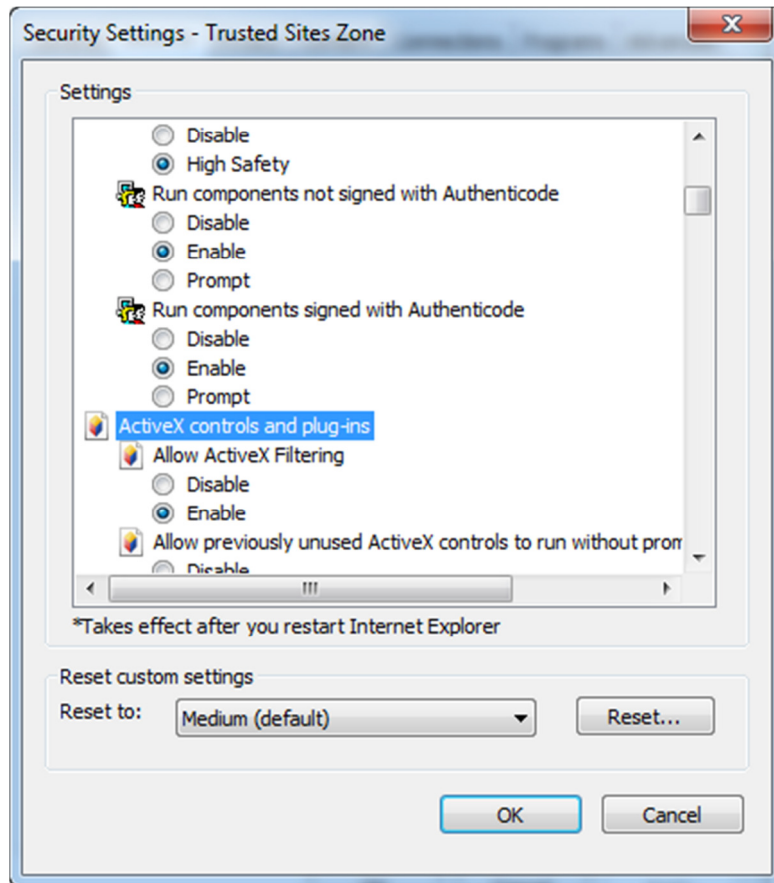 Security Settings - Trusted Sites Zone
Settings
Disable
High Safety
Run components not signed with Authenticode
Disable
Enable
Prompt
Run components signed with Authenticode
Disable
Enable
Prompt
ActiveX controls and plug-ins
Allow ActiveX Filtering
Disable
Enable
Allow previously unused ActiveX controls to run without
Disable
*Takes effect after you restart Internet Explorer
Reset custom settings
Reset to: Medium (default) Reset...
OK Cancel